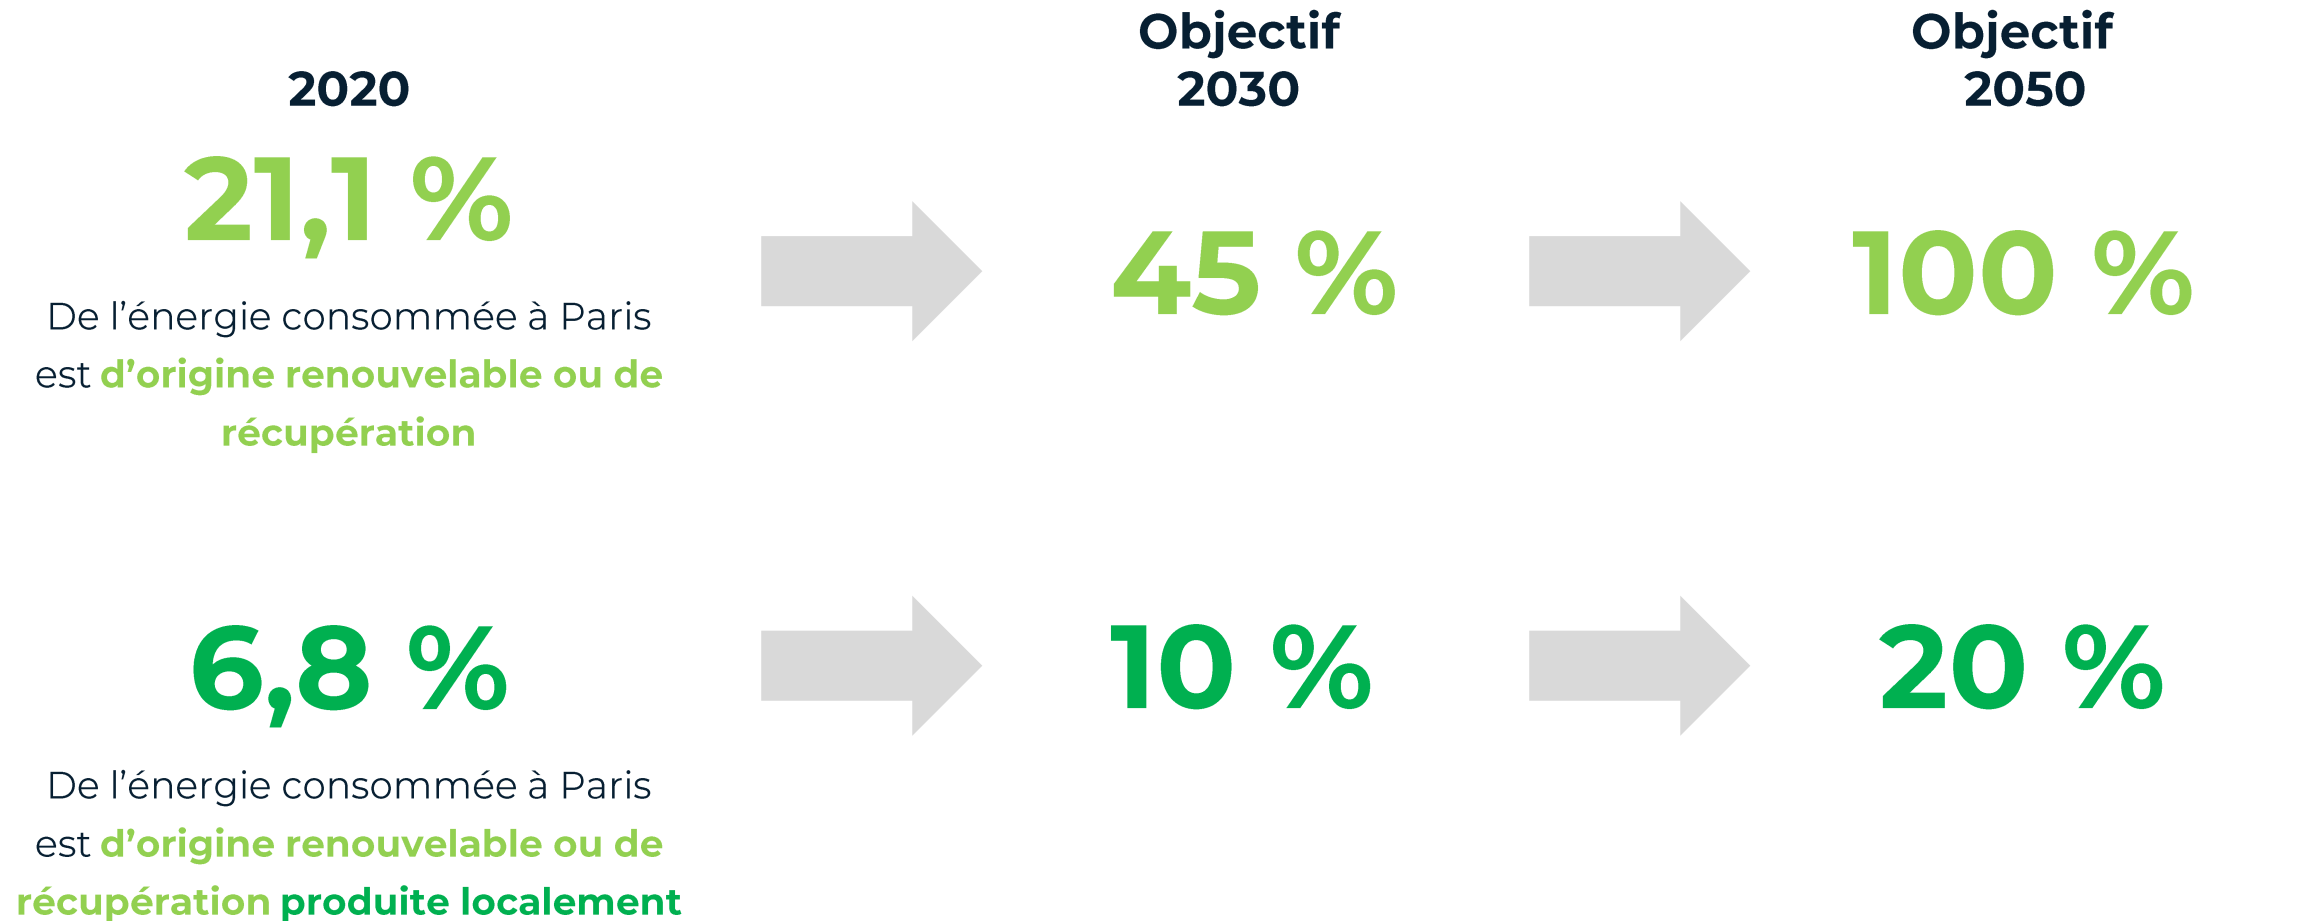 2020
Objectif
2030
Objectif
2050
21,1 %
45 %
100 %
De l’énergie consommée à Paris
est d’origine renouvelable ou de
récupération
6,8 %
10 %
20 %
De l’énergie consommée à Paris
est d’origine renouvelable ou de
récupération produite localement